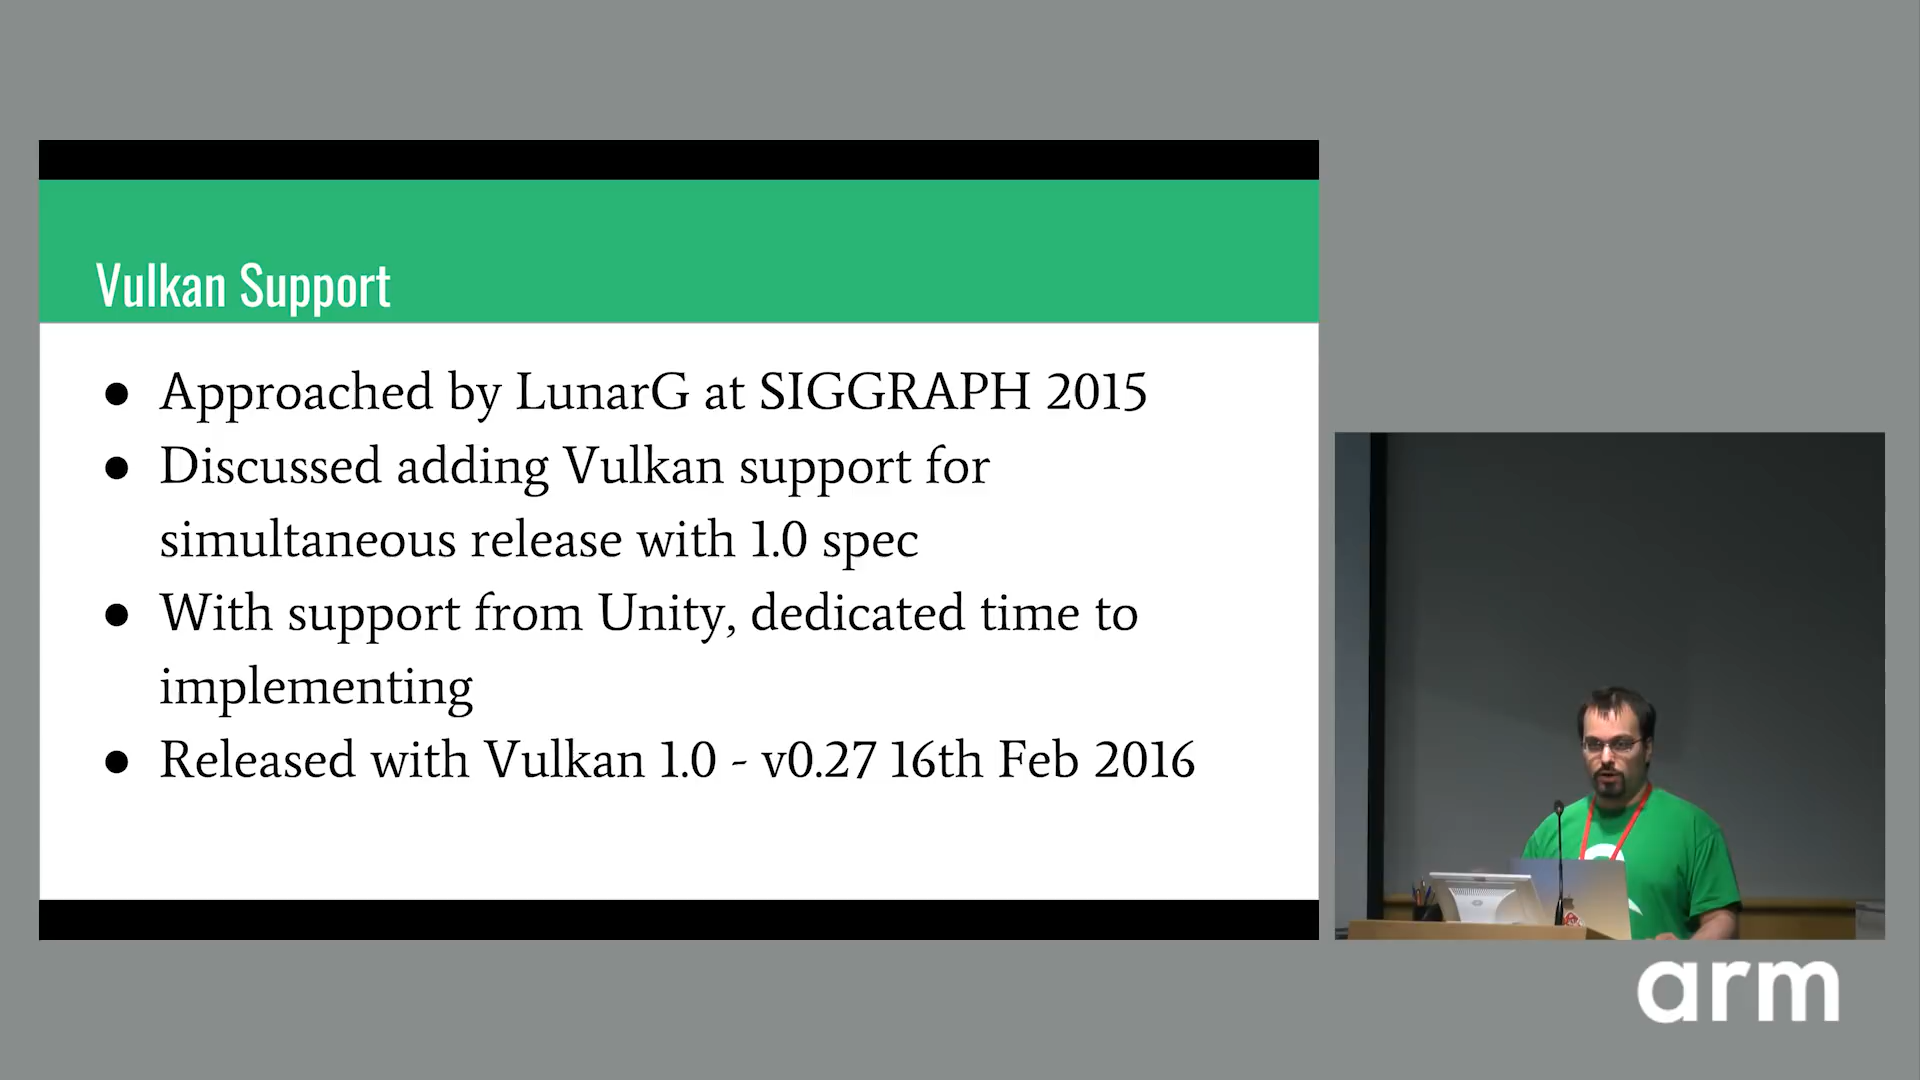 Vulkan Support
● Approached by LunarG at SIGGRAPH 2015
● Discussed adding Vulkan support for
simultaneous release with 1.0 spec
● With support from Unity, dedicated time to
implementing
● Released with Vulkan 1.0 - v0.27 16th Feb 2016
arm